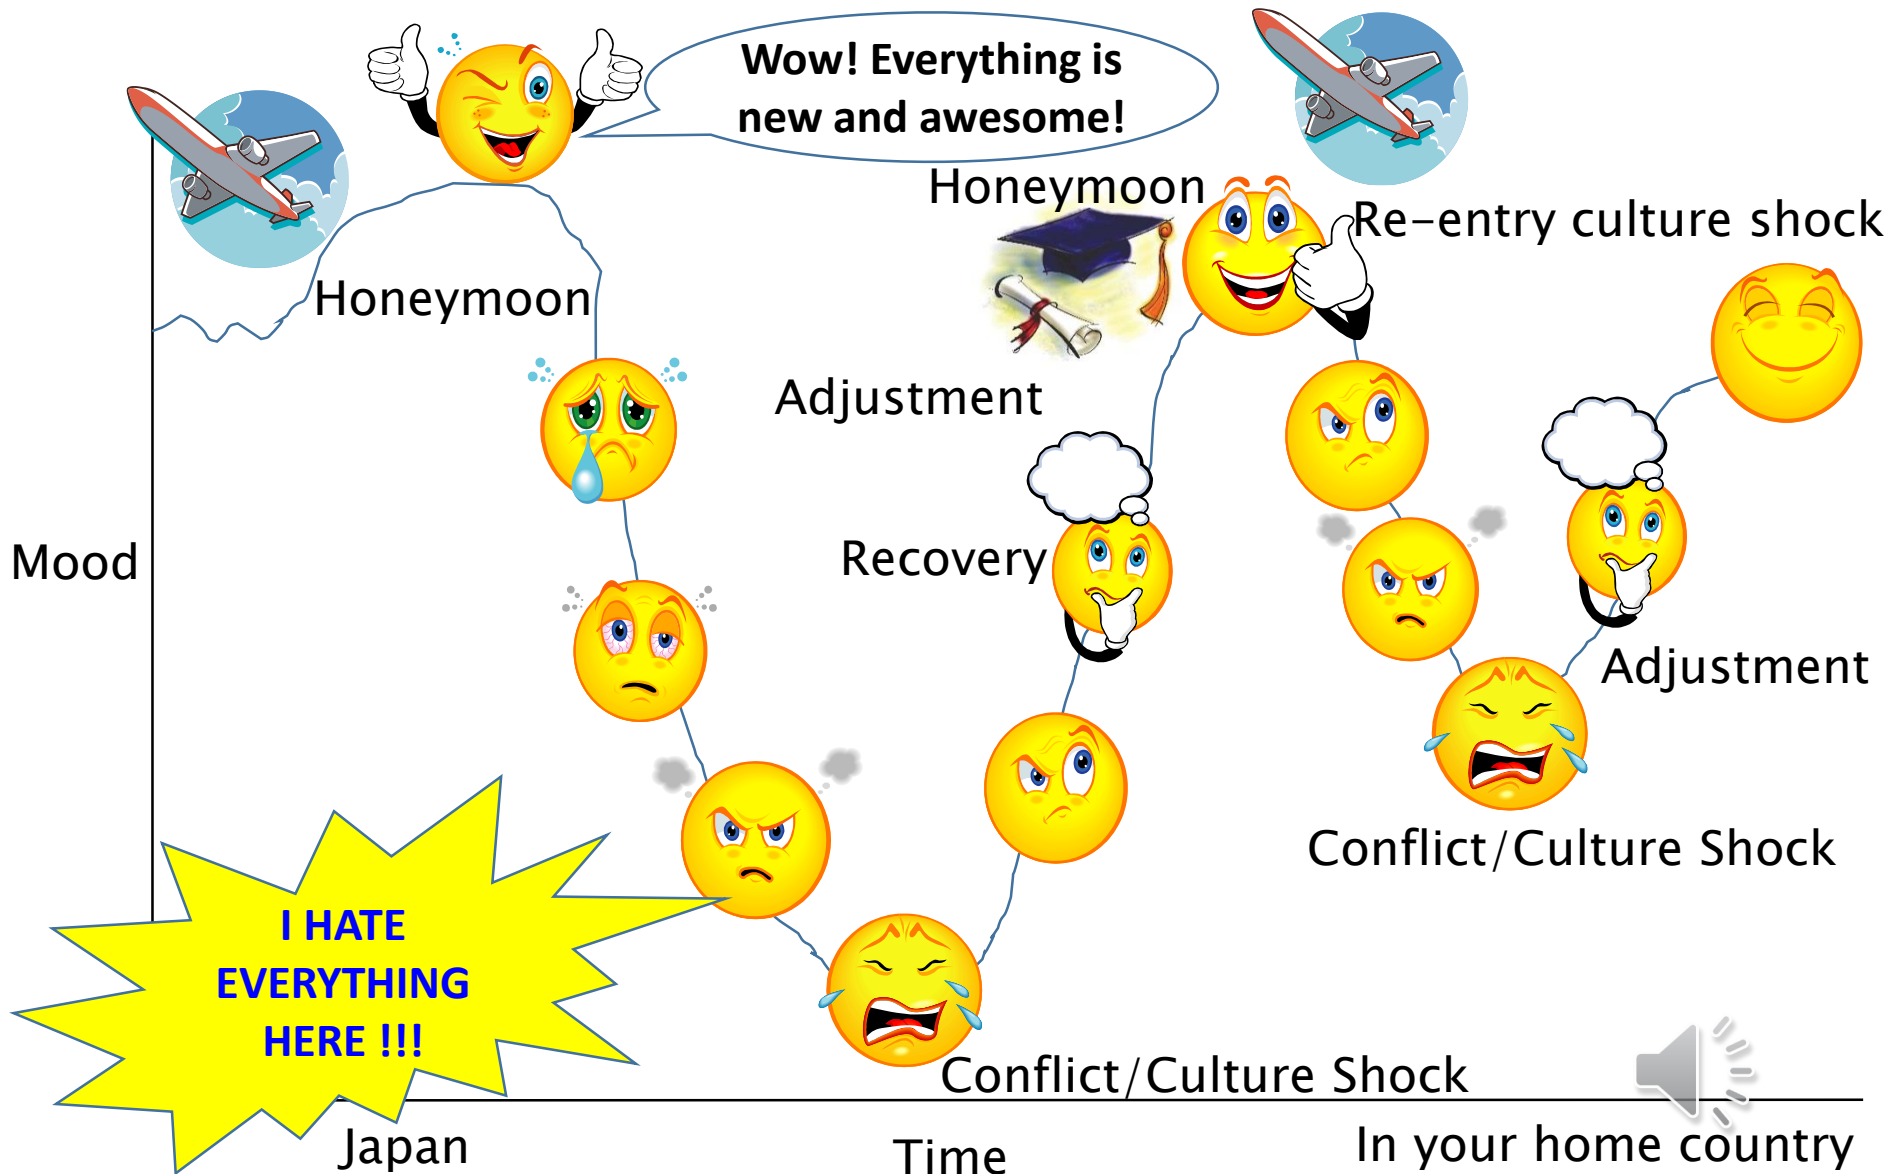 Wow! Everything is
new and awesome!
Honeymoon
Re-entry culture shock
Honeymoon
Adjustment
Mood
Recovery
Adjustment
Conflict/Culture Shock
I HATE
EVERYTHING
HERE !!!
Conflict/Culture Shock
Japan
Time
In your home country